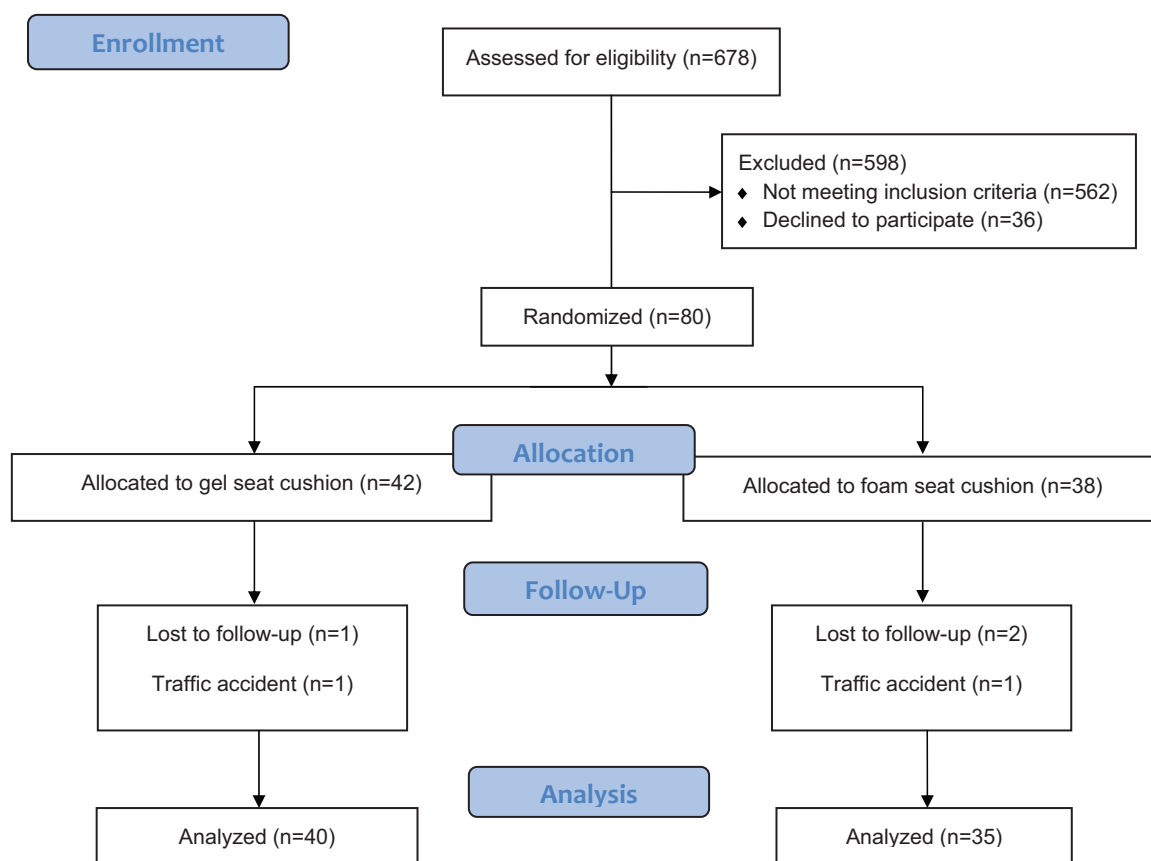 Enrollment
Assessed for eligibility (n=678)
Excluded (n=598)
♦ Not meeting inclusion criteria (n=562)
♦ Declined to participate (n=36)
Randomized (n=80)
Allocation
Allocated to gel seat cushion (n=42)
Allocated to foam seat cushion (n=38)
Follow-Up
Lost to follow-up (n=1)
Traffic accident (n=1)
Lost to follow-up (n=2)
Traffic accident (n=1)
Analysis
Analyzed (n=40)
Analyzed (n=35)